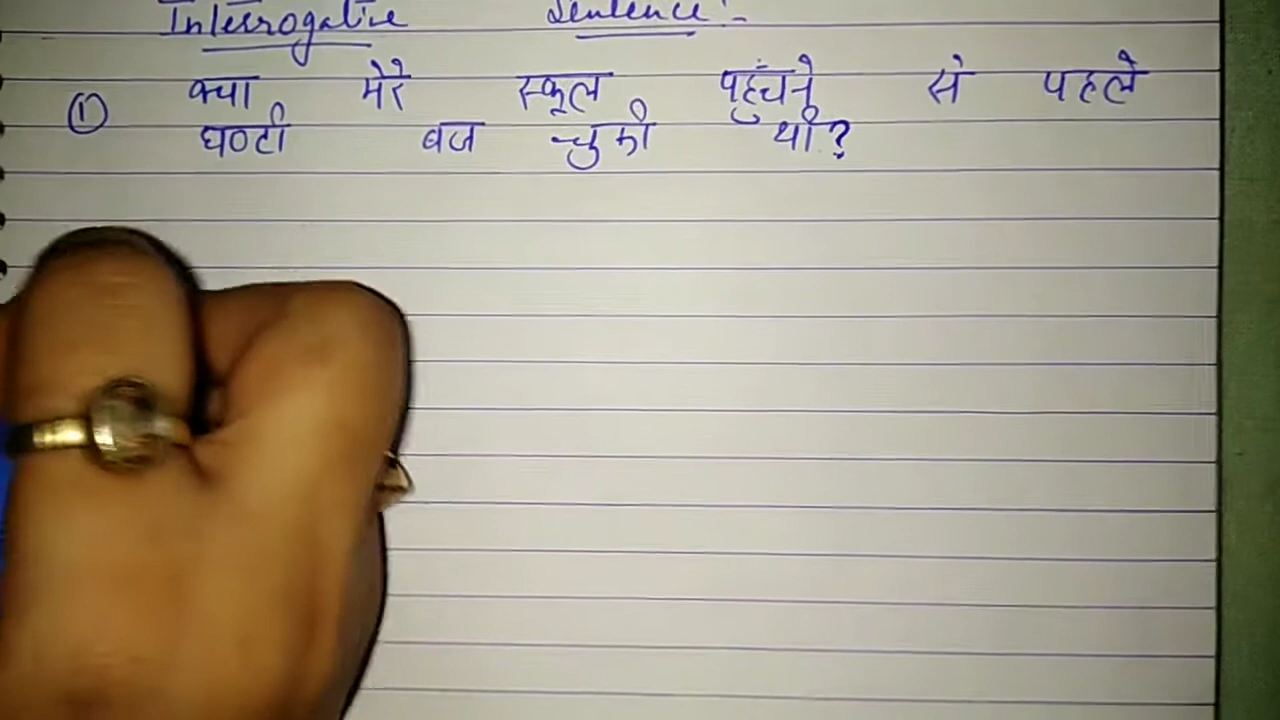 Interrogative Sentence:-
① क्या मेरे स्कूल पहुंचने से पहले
घण्टी बज चुकी थी?